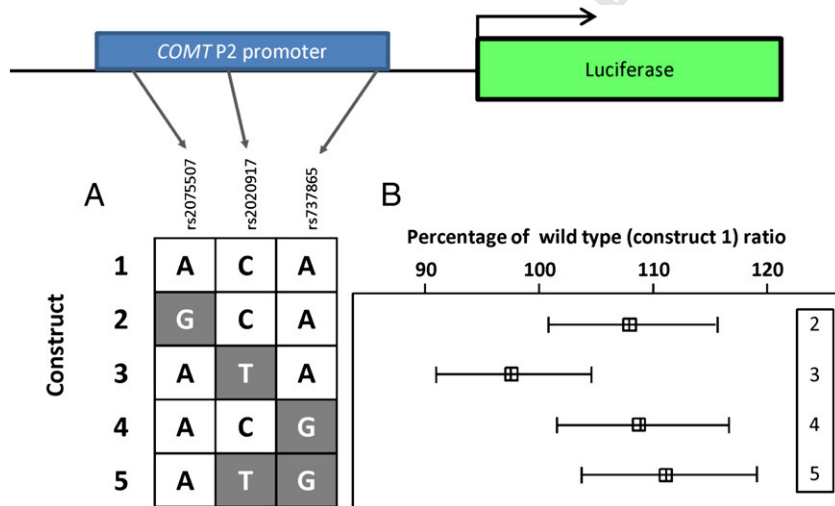 COMT P2 promoter
Luciferase
A
rs2075507
rs2020917
rs737865
B
Percentage of wild type (construct 1) ratio
90 100 110 120
Construct
1 A C A
2 G C A
3 A T A
4 A C G
5 A T G
2
3
4
5